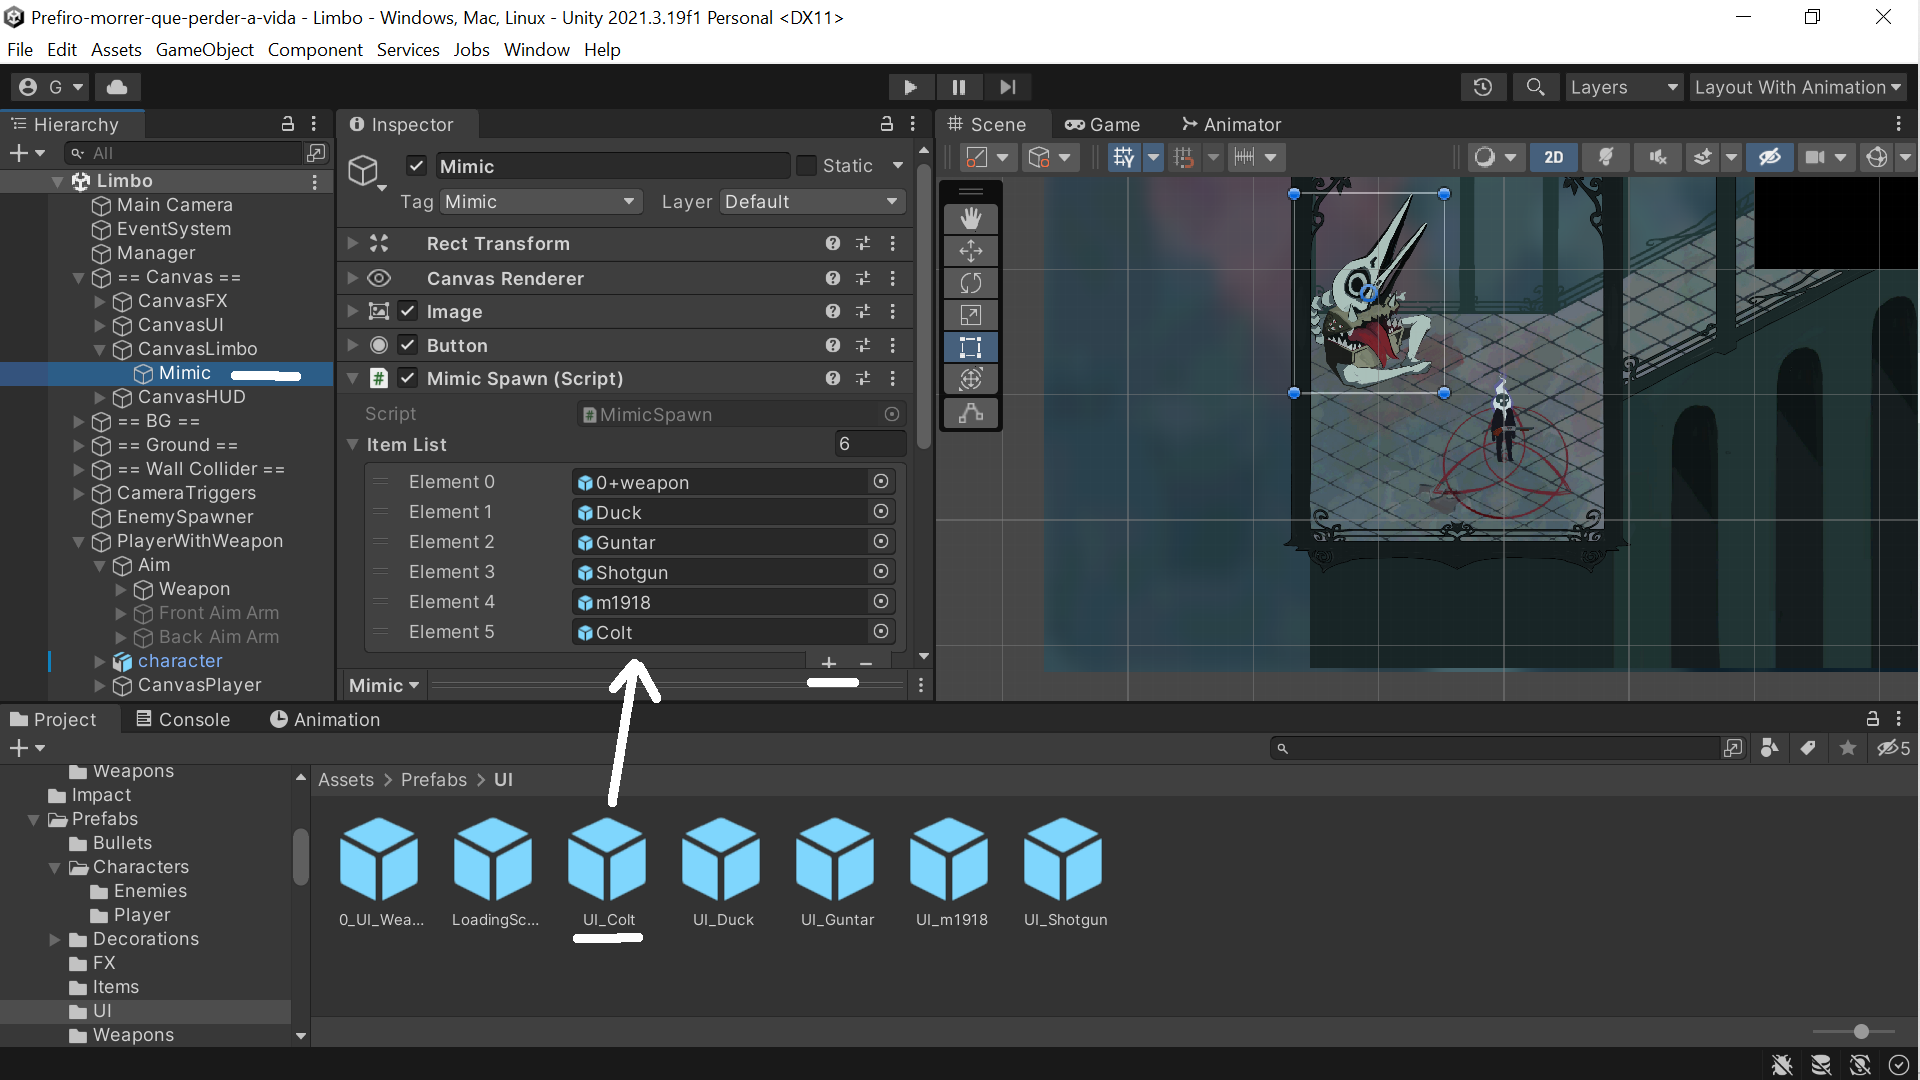 Prefiro-morrer-que-perder-a-vida - Limbo - Windows, Mac, Linux - Unity 2021.3.19f1 Personal <DX11>
File Edit Assets GameObject Component Services Jobs Window Help
G Layers Layout With Animation
Hierarchy Inspector Scene Game Animator
All
Limbo
Main Camera
EventSystem
Manager
== Canvas ==
CanvasFX
CanvasUI
CanvasLimbo
Mimic
CanvasHUD
== BG ==
== Ground ==
== Wall Collider ==
CameraTriggers
EnemySpawner
PlayerWithWeapon
Aim
Weapon
Front Aim Arm
Back Aim Arm
character
CanvasPlayer
Mimic Static
Tag Mimic Layer Default
Rect Transform
Canvas Renderer
Image
Button
# Mimic Spawn (Script)
Script # MimicSpawn
Item List 6
Element 0 0+weapon
Element 1 Duck
Element 2 Guntar
Element 3 Shotgun
Element 4 m1918
Element 5 Colt
+ -
Mimic
2D
Project Console Animation
5
Weapons
Impact
Prefabs
Bullets
Characters
Enemies
Player
Decorations
FX
Items
UI
Weapons
Assets > Prefabs > UI
0_UI_Wea... LoadingSc... UI_Colt UI_Duck UI_Guntar UI_m1918 UI_Shotgun